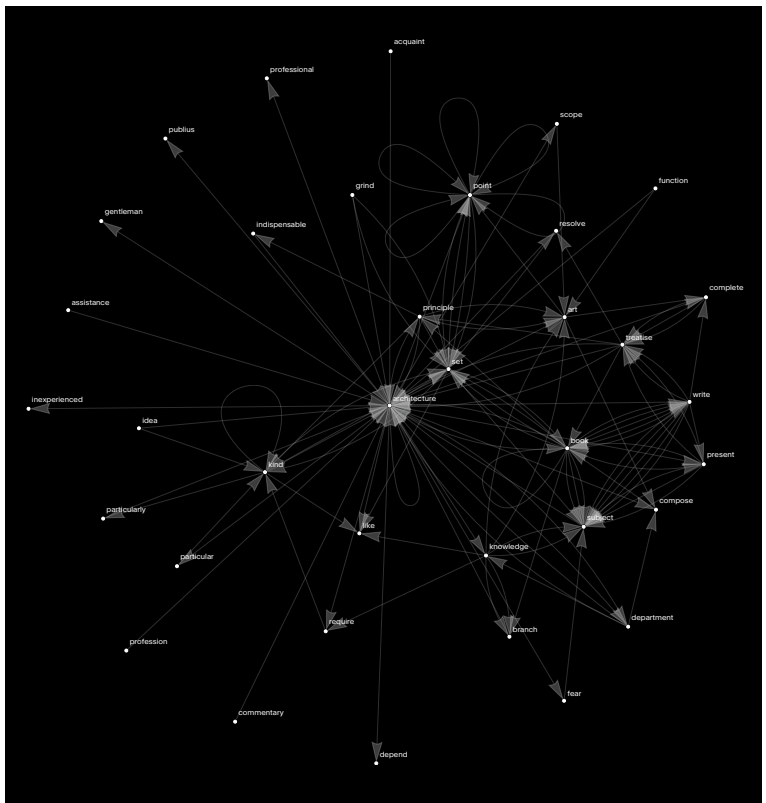 acquaint
professional
scope
publius
function
point
grind
gentleman
indispensable
resolve
complete
assistance
principle
art
treatise
set
write
architecture
inexperienced
idea
book
present
kind
compose
particularly
subject
like
knowledge
particular
department
require
branch
profession
fear
commentary
depend